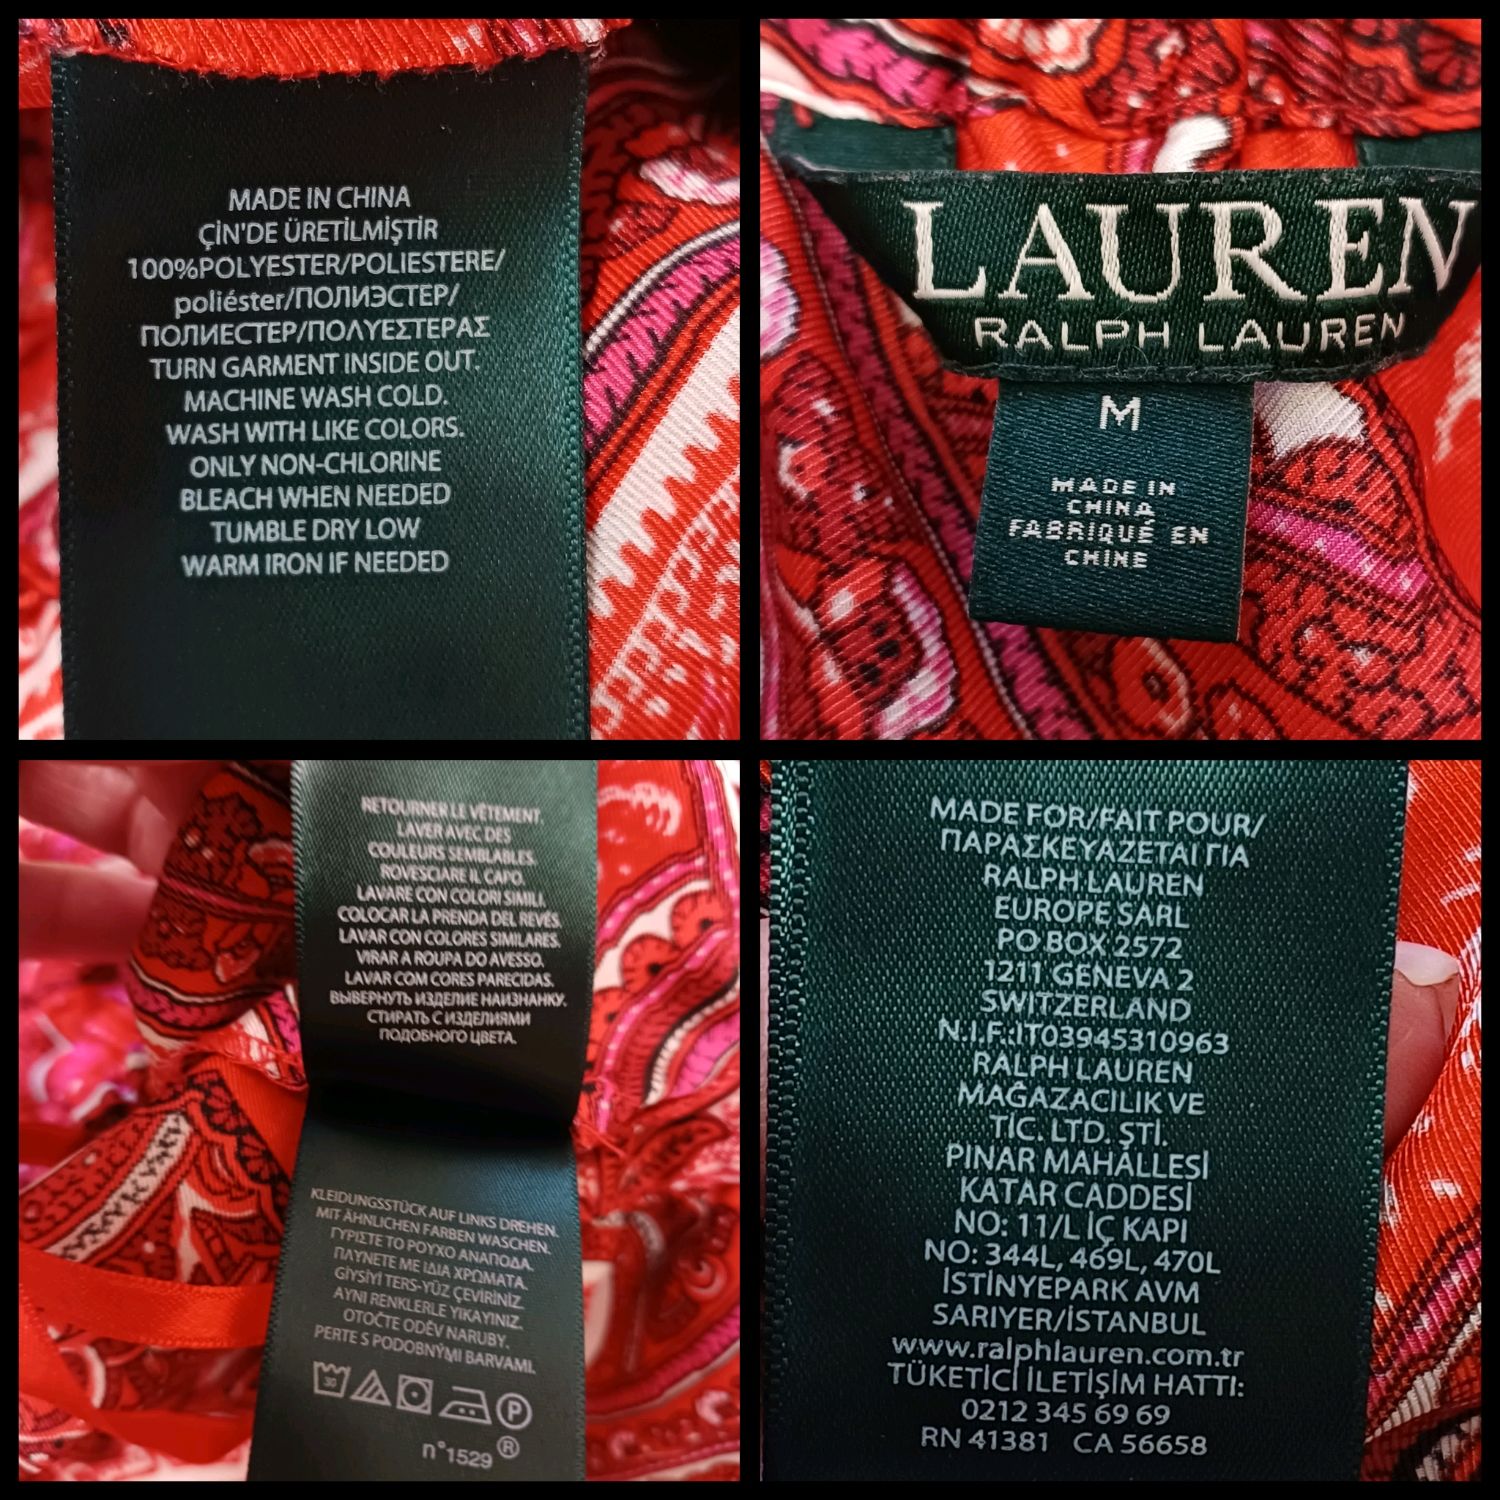 MADE IN CHINA
ÇİN'DE ÜRETİLMİŞTİR
100%POLYESTER/POLIESTERE/
poliéster/ПОЛИЭСТЕР/
ПОЛИЕСТЕР/ΠΟΛΥΕΣΤΕΡΑΣ
TURN GARMENT INSIDE OUT.
MACHINE WASH COLD.
WASH WITH LIKE COLORS.
ONLY NON-CHLORINE
BLEACH WHEN NEEDED
TUMBLE DRY LOW
WARM IRON IF NEEDED
LAUREN
RALPH LAUREN
M
MADE IN
CHINA
FABRIQUÉ EN
CHINE
RETOURNER LE VÊTEMENT.
LAVER AVEC DES
COULEURS SEMBLABLES.
ROVESCIARE IL CAPO.
LAVARE CON COLORI SIMILI.
COLOCAR LA PRENDA DEL REVÉS.
LAVAR CON COLORES SIMILARES.
VIRAR A ROUPA DO AVESSO.
LAVAR COM CORES PARECIDAS.
ВЫВЕРНУТЬ ИЗДЕЛИЕ НАИЗНАНКУ.
СТИРАТЬ С ИЗДЕЛИЯМИ
ПОДОБНОГО ЦВЕТА.
KLEIDUNGSSTÜCK AUF LINKS DREHEN.
MIT ÄHNLICHEN FARBEN WASCHEN.
ΓΥΡΙΣΤΕ ΤΟ ΡΟΥΧΟ ΑΝΑΠΟΔΑ.
ΠΛΥΝΕΤΕ ΜΕ ΙΔΙΑ ΧΡΩΜΑΤΑ.
GİYSİYİ TERS-YÜZ ÇEVİRİNİZ.
AYNI RENKLERLE YIKAYINIZ.
OTOČTE ODĚV NARUBY.
PERTE S PODOBNÝMI BARVAMI.
30 P
n°1529 ®
MADE FOR/FAIT POUR/
ΠΑΡΑΣΚΕΥΑΖΕΤΑΙ ΓΙΑ
RALPH LAUREN
EUROPE SARL
PO BOX 2572
1211 GENEVA 2
SWITZERLAND
N.I.F.:IT03945310963
RALPH LAUREN
MAĞAZACILIK VE
TİC. LTD. ŞTİ.
PINAR MAHALLESİ
KATAR CADDESİ
NO: 11/L İÇ KAPI
NO: 344L, 469L, 470L
İSTİNYEPARK AVM
SARIYER/İSTANBUL
www.ralphlauren.com.tr
TÜKETİCİ İLETİŞİM HATTI:
0212 345 69 69
RN 41381 CA 56658